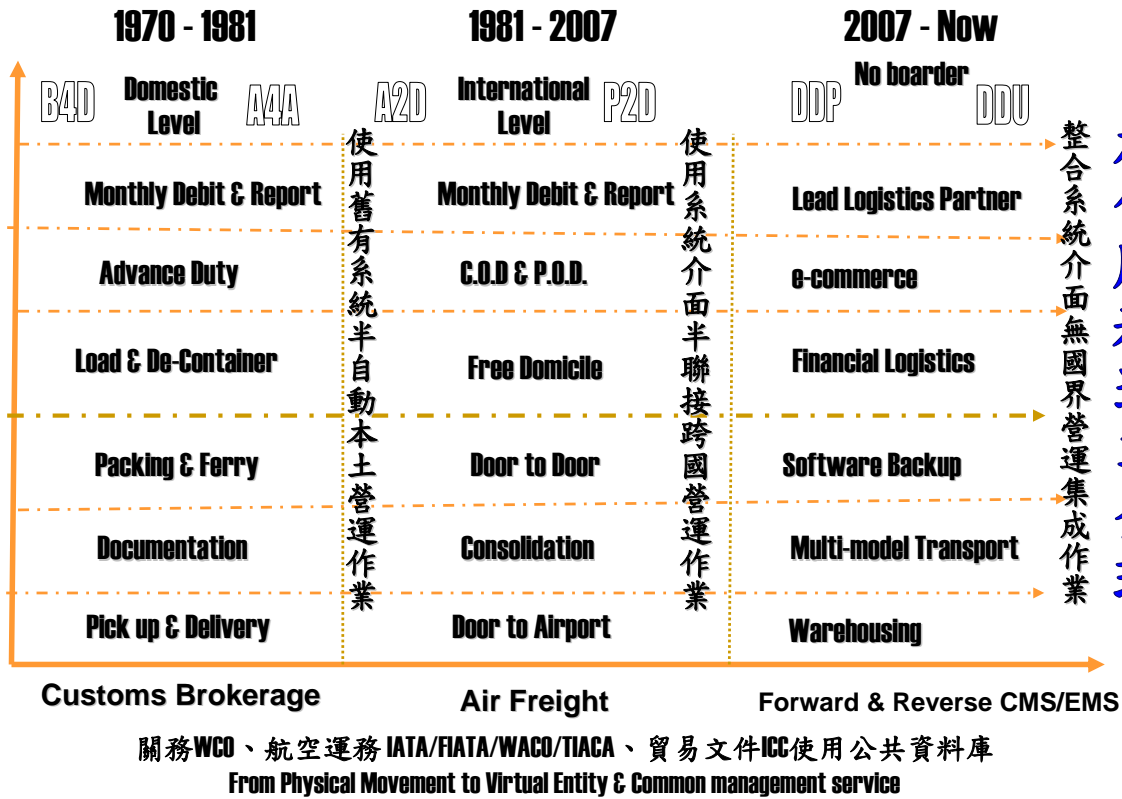 1970 - 1981
1981 - 2007
2007 - Now
B4D
Domestic
Level
A4A
A2D
International
Level
P2D
DDP
No boarder
DDU
Monthly Debit & Report
Monthly Debit & Report
Lead Logistics Partner
Advance Duty
C.O.D & P.O.D.
e-commerce
Load & De-Container
Free Domicile
Financial Logistics
Packing & Ferry
Door to Door
Software Backup
Documentation
Consolidation
Multi-model Transport
Pick up & Delivery
Door to Airport
Warehousing
使用舊有系統半自動本土營運作業
使用系統介面半聯接跨國營運作業
整合系統介面無國界營運集成作業
Customs Brokerage
Air Freight
Forward & Reverse CMS/EMS
關務WCO、航空運務 IATA/FIATA/WACO/TIACA、貿易文件ICC使用公共資料庫
From Physical Movement to Virtual Entity & Common management service